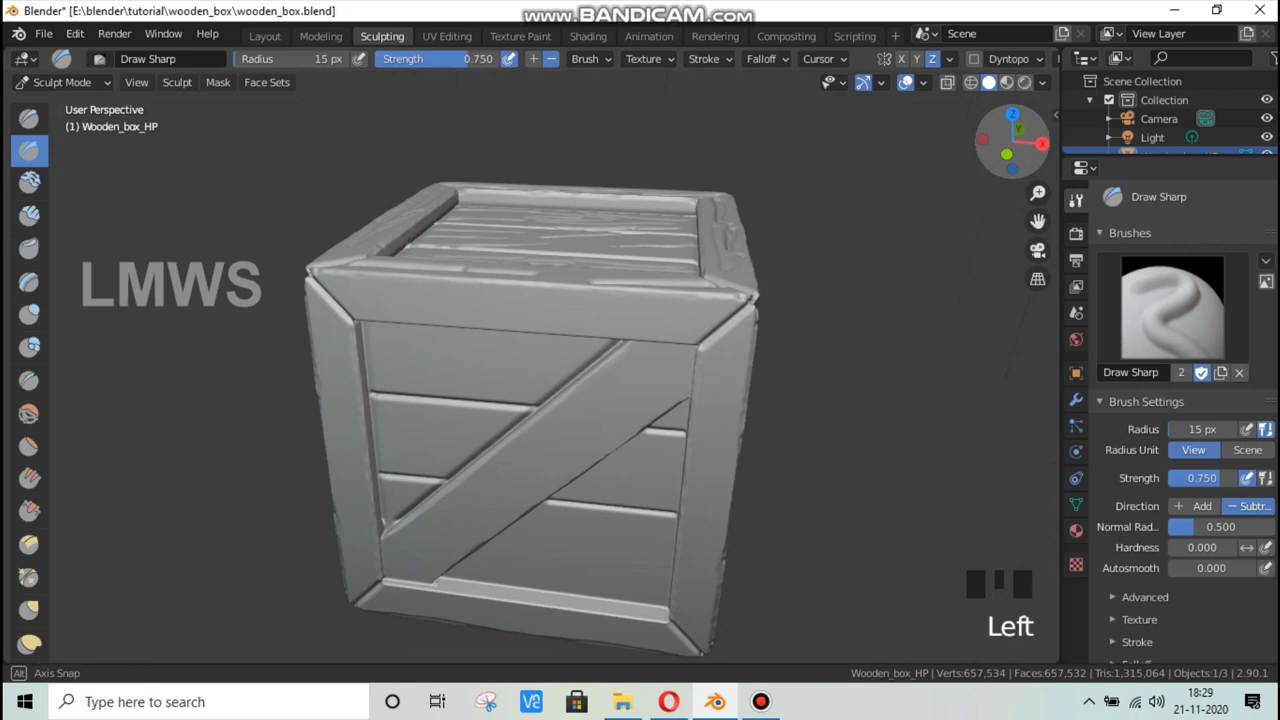 Blender* [E:\blender\tutorial\wooden_box\wooden_box.blend]
www.BANDICAM.com
File Edit Render Window Help Layout Modeling Sculpting UV Editing Texture Paint Shading Animation Rendering Compositing Scripting + Scene View Layer
Draw Sharp Radius 15 px Strength 0.750 + − Brush Texture Stroke Falloff Cursor X Y Z Dyntopo
Sculpt Mode View Sculpt Mask Face Sets
User Perspective
(1) Wooden_box_HP
Z
Y
X
Scene Collection
Collection
Camera
Light
Draw Sharp
Brushes
Draw Sharp 2
Brush Settings
Radius 15 px
Radius Unit View Scene
Strength 0.750
Direction + Add − Subtr...
Normal Rad... 0.500
Hardness 0.000
Autosmooth 0.000
Advanced
Texture
Stroke
LMWS
Left
Alt Axis Snap
Wooden_box_HP | Verts:657,534 | Faces:657,532 | Tris:1,315,064 | Objects:1/3 | 2.90.1
Type here to search
18:29
21-11-2020